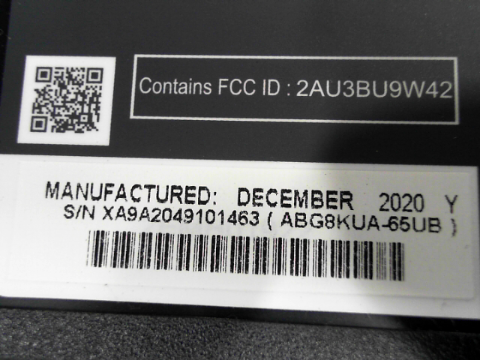 Contains FCC ID : 2AU3BU9W42
MANUFACTURED: DECEMBER 2020 Y
S/N XA9A2049101463 ( ABG8KUA-65UB )